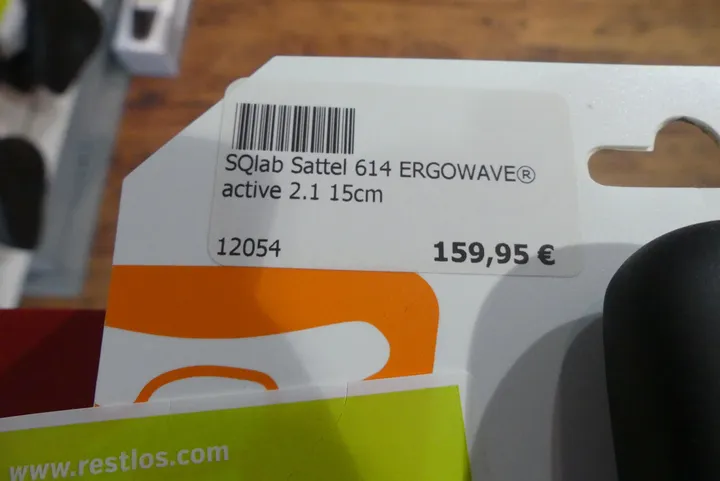 SQlab Sattel 614 ERGOWAVE®
active 2.1 15cm
12054 159,95 €
www.restlos.com